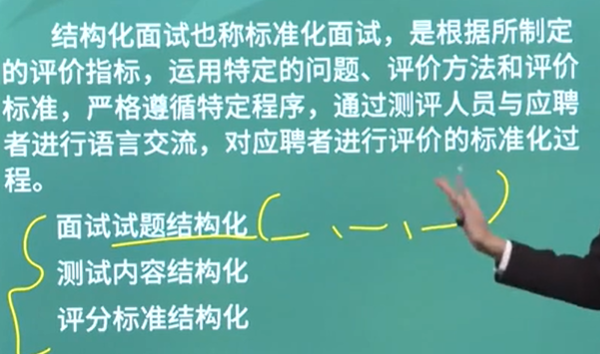 结构化面试也称标准化面试，是根据所制定
的评价指标，运用特定的问题、评价方法和评价
标准，严格遵循特定程序，通过测评人员与应聘
者进行语言交流，对应聘者进行评价的标准化过
程。
面试试题结构化
测试内容结构化
评分标准结构化